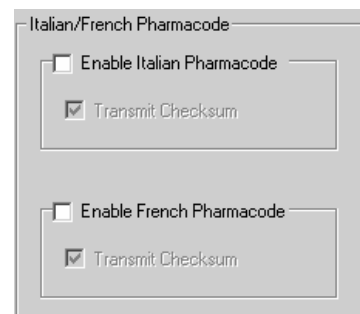 Italian/French Pharmacode
Enable Italian Pharmacode
Transmit Checksum
Enable French Pharmacode
Transmit Checksum